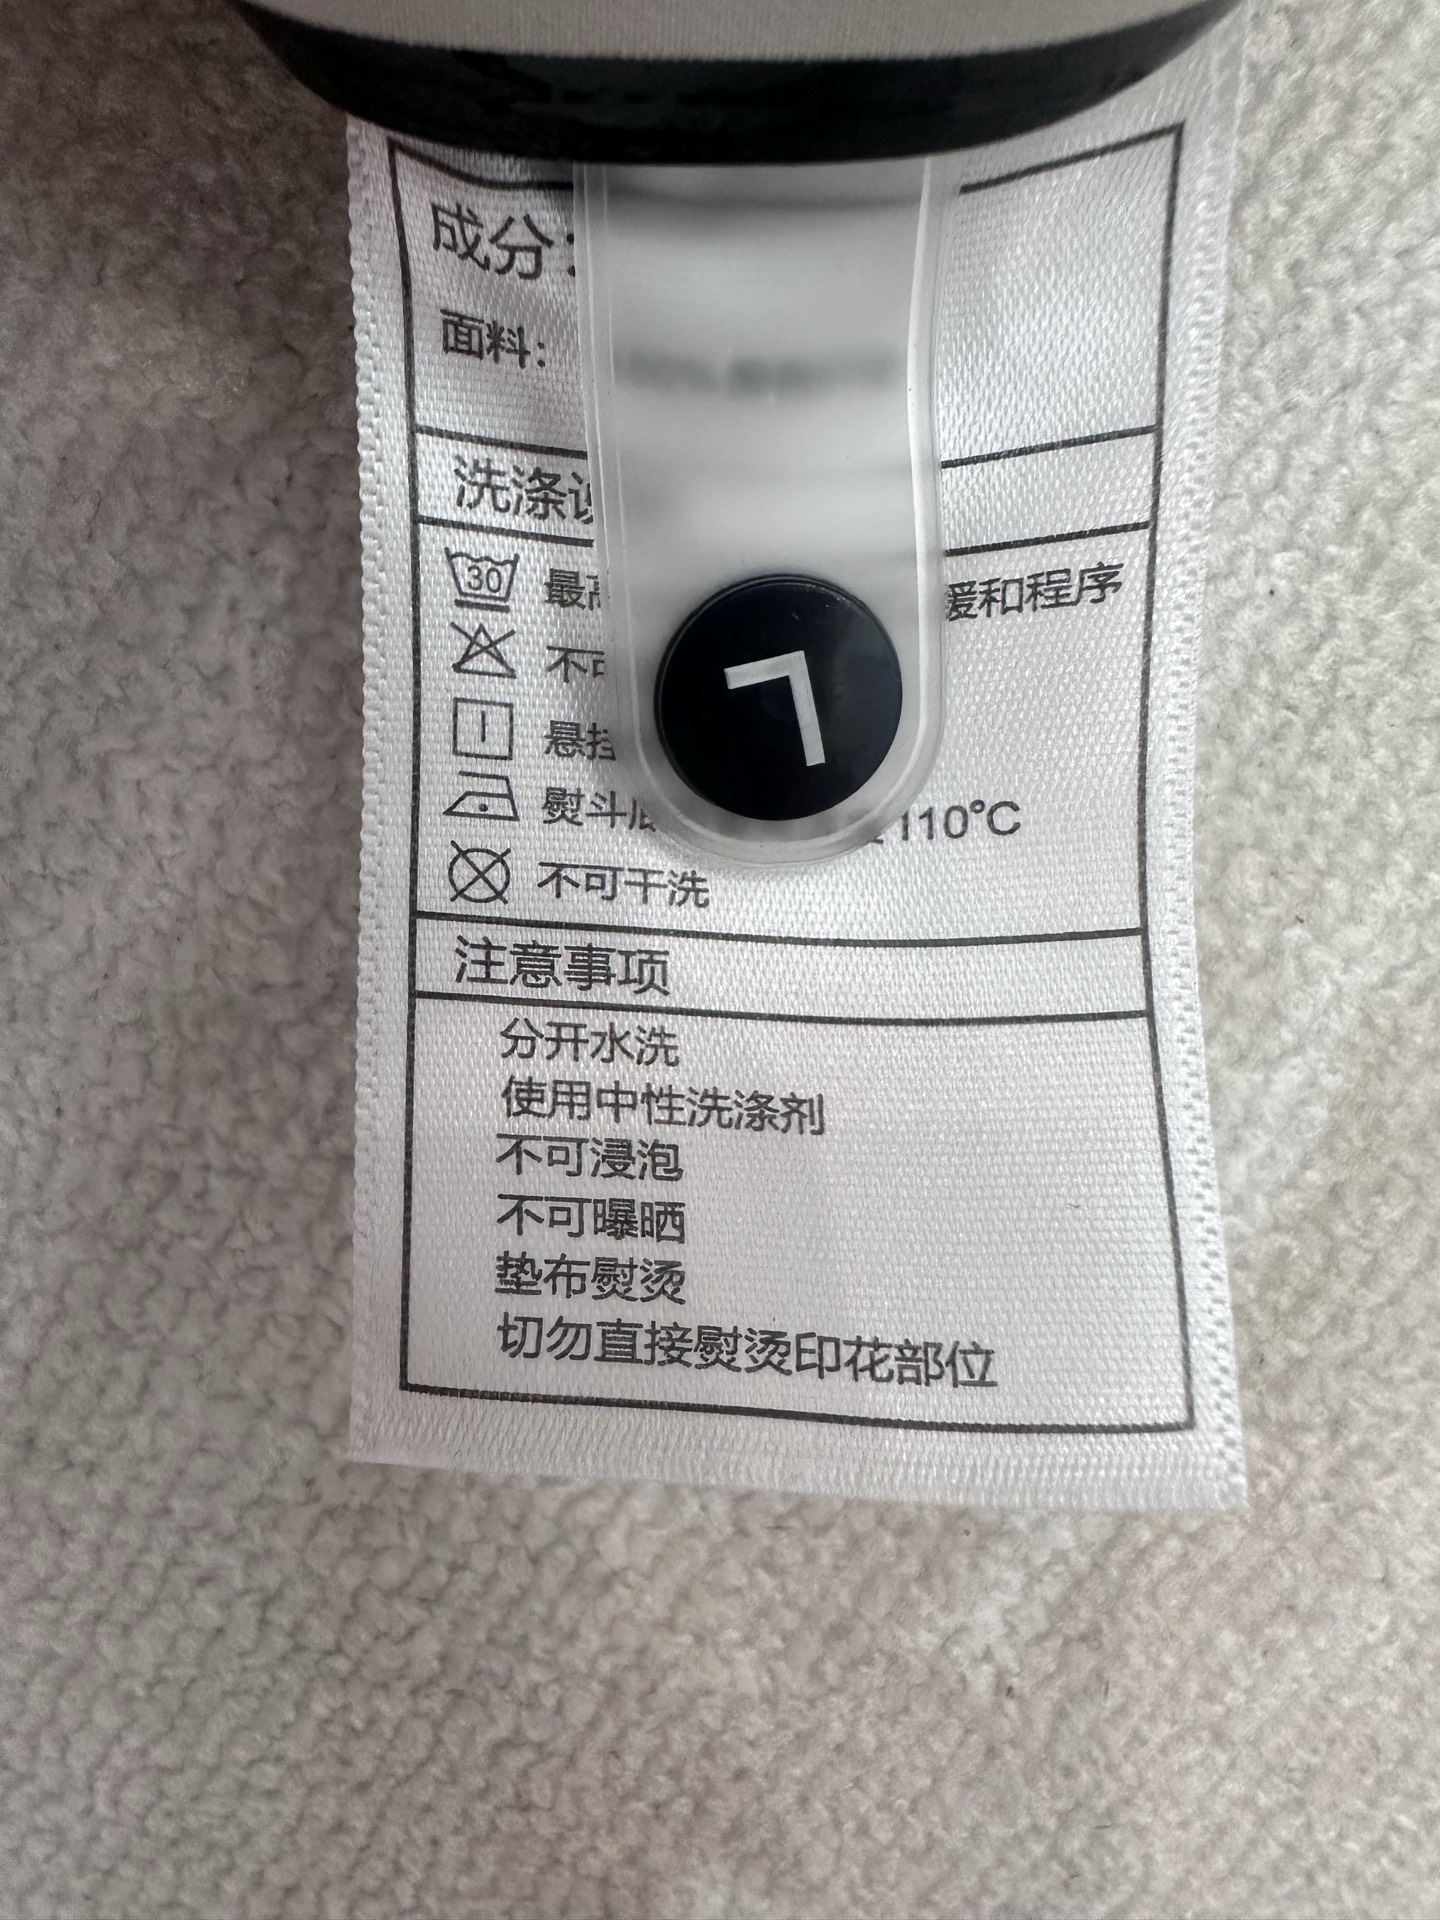 成分：
面料：
洗涤
30 最 缓和程序
不
悬挂
L
熨斗底 110℃
不可干洗
注意事项
分开水洗
使用中性洗涤剂
不可浸泡
不可曝晒
垫布熨烫
切勿直接熨烫印花部位